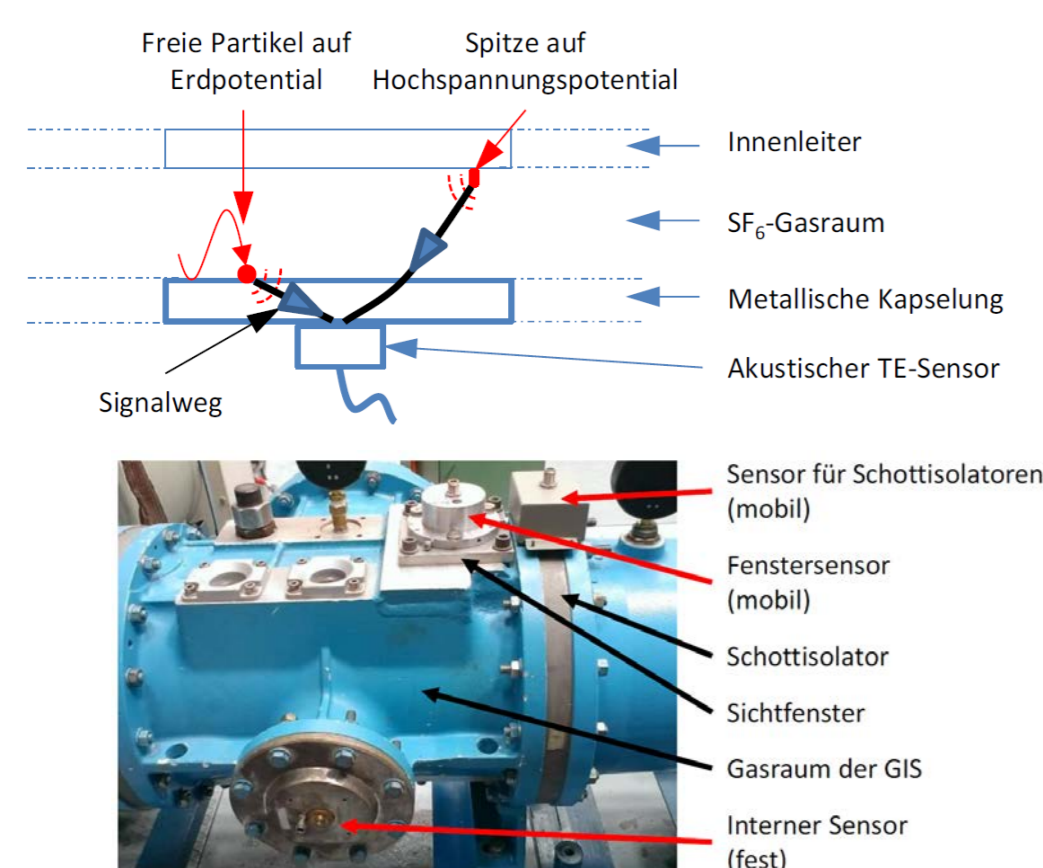 Freie Partikel auf
Erdpotential
Spitze auf
Hochspannungspotential
Innenleiter
SF₆-Gasraum
Metallische Kapselung
Akustischer TE-Sensor
Signalweg
Sensor für Schottisolatoren
(mobil)
Fenstersensor
(mobil)
Schottisolator
Sichtfenster
Gasraum der GIS
Interner Sensor
(fest)